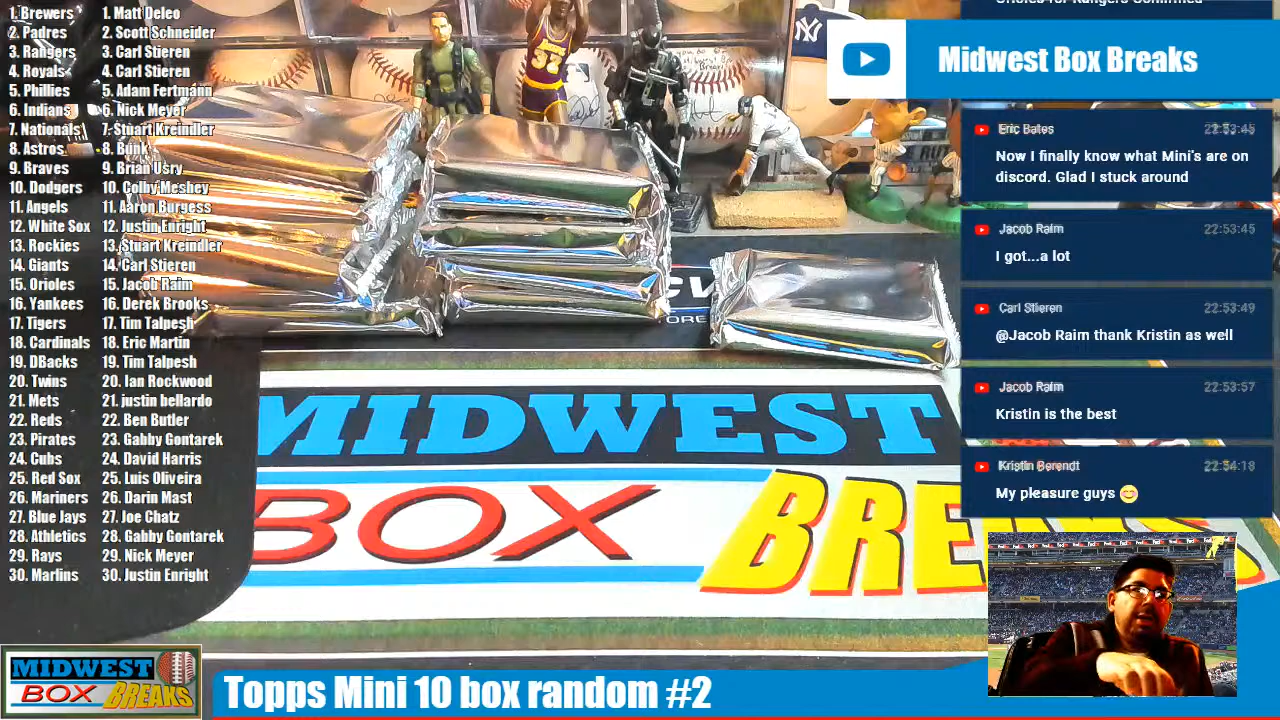 1. Brewers 1. Matt Deleo
2. Padres 2. Scott Schneider
3. Rangers 3. Carl Stieren
4. Royals 4. Carl Stieren
5. Phillies 5. Adam Fertmann
6. Indians 6. Nick Meyer
7. Nationals 7. Stuart Kreindler
8. Astros 8. Bunk
9. Braves 9. Brian Usry
10. Dodgers 10. Colby Meshey
11. Angels 11. Aaron Burgess
12. White Sox 12. Justin Enright
13. Rockies 13. Stuart Kreindler
14. Giants 14. Carl Stieren
15. Orioles 15. Jacob Raim
16. Yankees 16. Derek Brooks
17. Tigers 17. Tim Talpesh
18. Cardinals 18. Eric Martin
19. DBacks 19. Tim Talpesh
20. Twins 20. Ian Rockwood
21. Mets 21. justin bellardo
22. Reds 22. Ben Butler
23. Pirates 23. Gabby Gontarek
24. Cubs 24. David Harris
25. Red Sox 25. Luis Oliveira
26. Mariners 26. Darin Mast
27. Blue Jays 27. Joe Chatz
28. Athletics 28. Gabby Gontarek
29. Rays 29. Nick Meyer
30. Marlins 30. Justin Enright
32
MIDWEST
BOX BRE
Midwest Box Breaks
Eric Bates 22:53:45
Now I finally know what Mini's are on
discord. Glad I stuck around
Jacob Raim 22:53:45
I got...a lot
Carl Stieren 22:53:49
@Jacob Raim thank Kristin as well
Jacob Raim 22:53:57
Kristin is the best
Kristin Berendt 22:54:18
My pleasure guys 😊
MIDWEST
BOX BREAKS
Topps Mini 10 box random #2